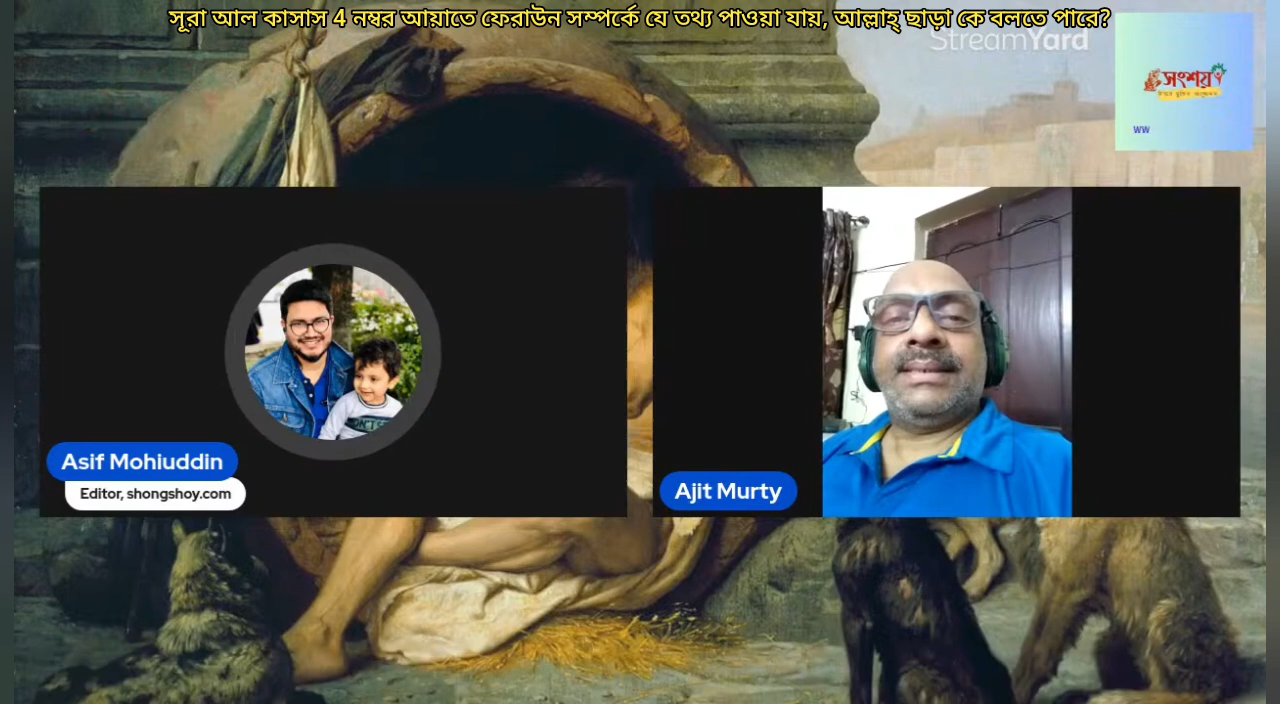 সূরা আল কাসাস 4 নম্বর আয়াতে ফেরাউন সম্পর্কে যে তথ্য পাওয়া যায়, আল্লাহ্ ছাড়া কে বলতে পারে?
StreamYard
সংশয়
ww
Asif Mohiuddin
Editor, shongshoy.com
Ajit Murty